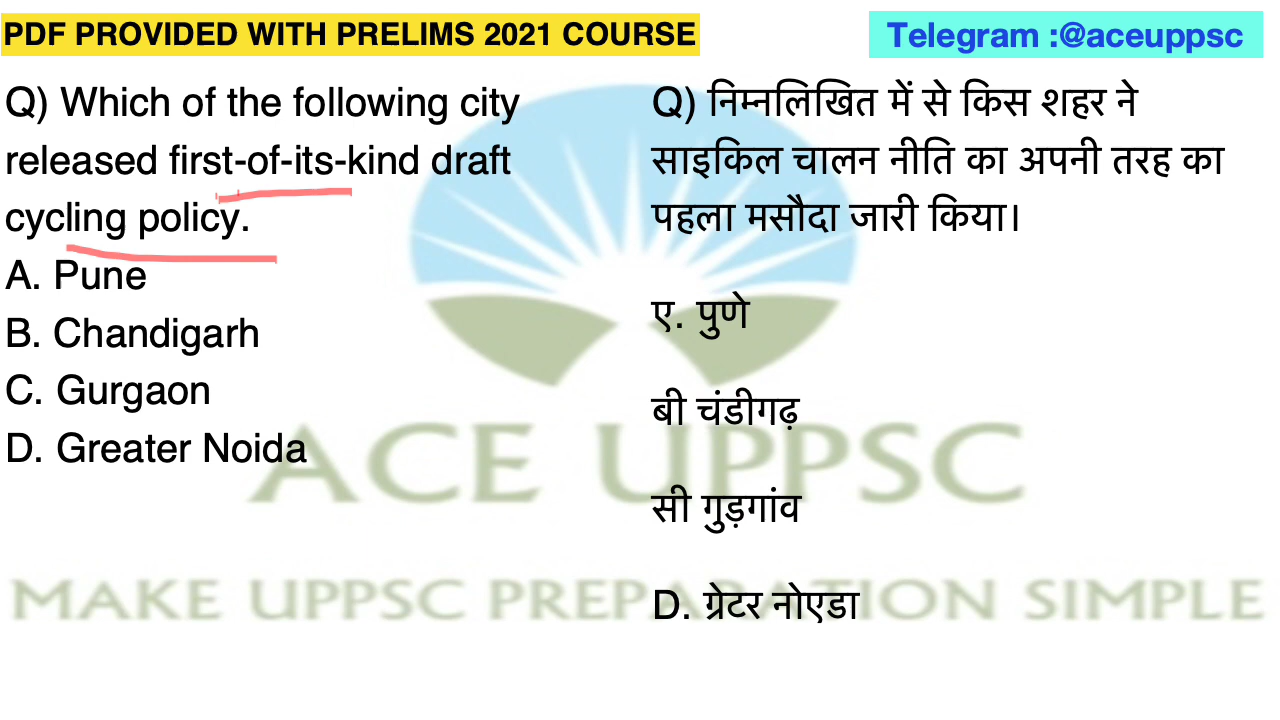 PDF PROVIDED WITH PRELIMS 2021 COURSE
Telegram :@aceuppsc
Q) Which of the following city
released first-of-its-kind draft
cycling policy.
A. Pune
B. Chandigarh
C. Gurgaon
D. Greater Noida
Q) निम्नलिखित में से किस शहर ने
साइकिल चालन नीति का अपनी तरह का
पहला मसौदा जारी किया।
ए. पुणे
बी चंडीगढ़
सी गुड़गांव
D. ग्रेटर नोएडा
ACE UPPSC
MAKE UPPSC PREPARATION SIMPLE